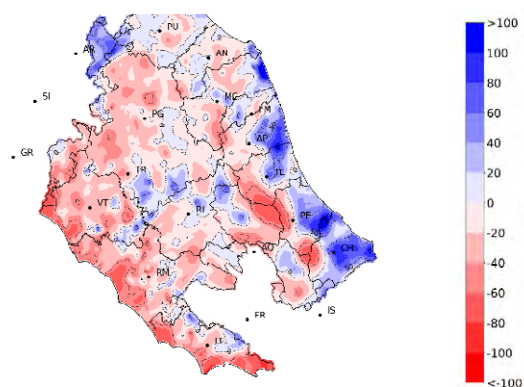 PU
AR
AN
SI
MC
FM
PG
AP
GR
TR
TE
VT
RI
PE
CH
AQ
RM
FR
IS
LT
>100
80
60
40
20
0
-20
-40
-60
-80
-100
<-100